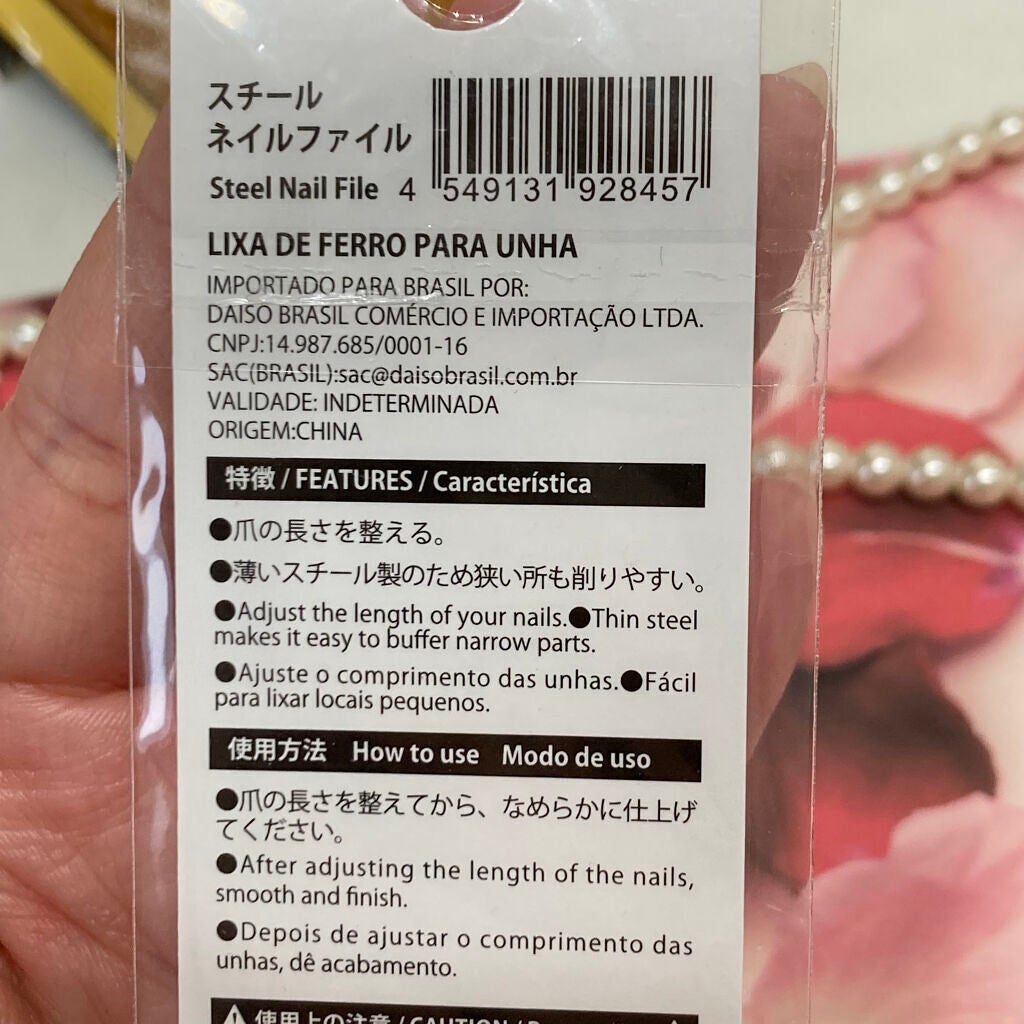 スチール
ネイルファイル
Steel Nail File
4 549131 928457
LIXA DE FERRO PARA UNHA
IMPORTADO PARA BRASIL POR:
DAISO BRASIL COMÉRCIO E IMPORTAÇÃO LTDA.
CNPJ:14.987.685/0001-16
SAC(BRASIL):sac@daisobrasil.com.br
VALIDADE: INDETERMINADA
ORIGEM:CHINA
特徴 / FEATURES / Característica
●爪の長さを整える。
●薄いスチール製のため狭い所も削りやすい。
●Adjust the length of your nails.●Thin steel
makes it easy to buffer narrow parts.
●Ajuste o comprimento das unhas.●Fácil
para lixar locais pequenos.
使用方法 How to use Modo de uso
●爪の長さを整えてから、なめらかに仕上げ
てください。
●After adjusting the length of the nails,
smooth and finish.
●Depois de ajustar o comprimento das
unhas, dê acabamento.
使用上の注意 / CAUTION /